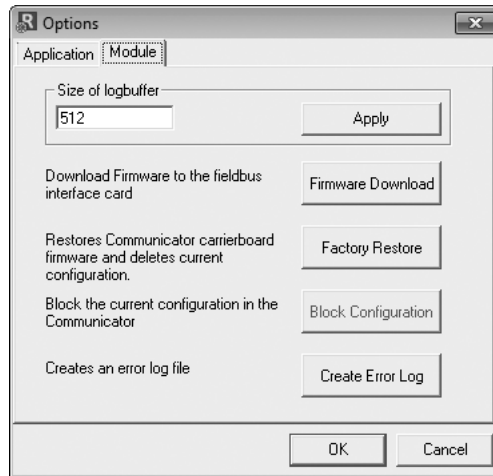 Options
Application Module
Size of logbuffer
512 Apply
Download Firmware to the fieldbus
interface card
Firmware Download
Restores Communicator carrierboard
firmware and deletes current
configuration.
Factory Restore
Block the current configuration in the
Communicator
Block Configuration
Creates an error log file
Create Error Log
OK Cancel